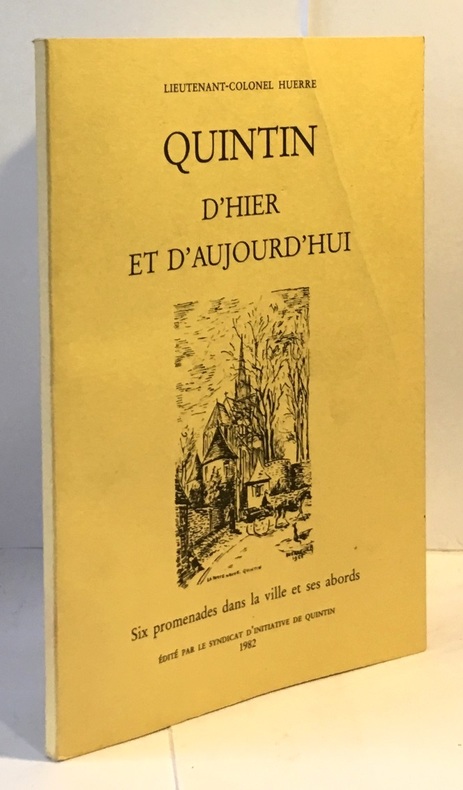 LIEUTENANT-COLONEL HUERRE
QUINTIN
D'HIER
ET D'AUJOURD'HUI
QUINTIN
Six promenades dans la ville et ses abords
ÉDITÉ PAR LE SYNDICAT D'INITIATIVE DE QUINTIN
1982